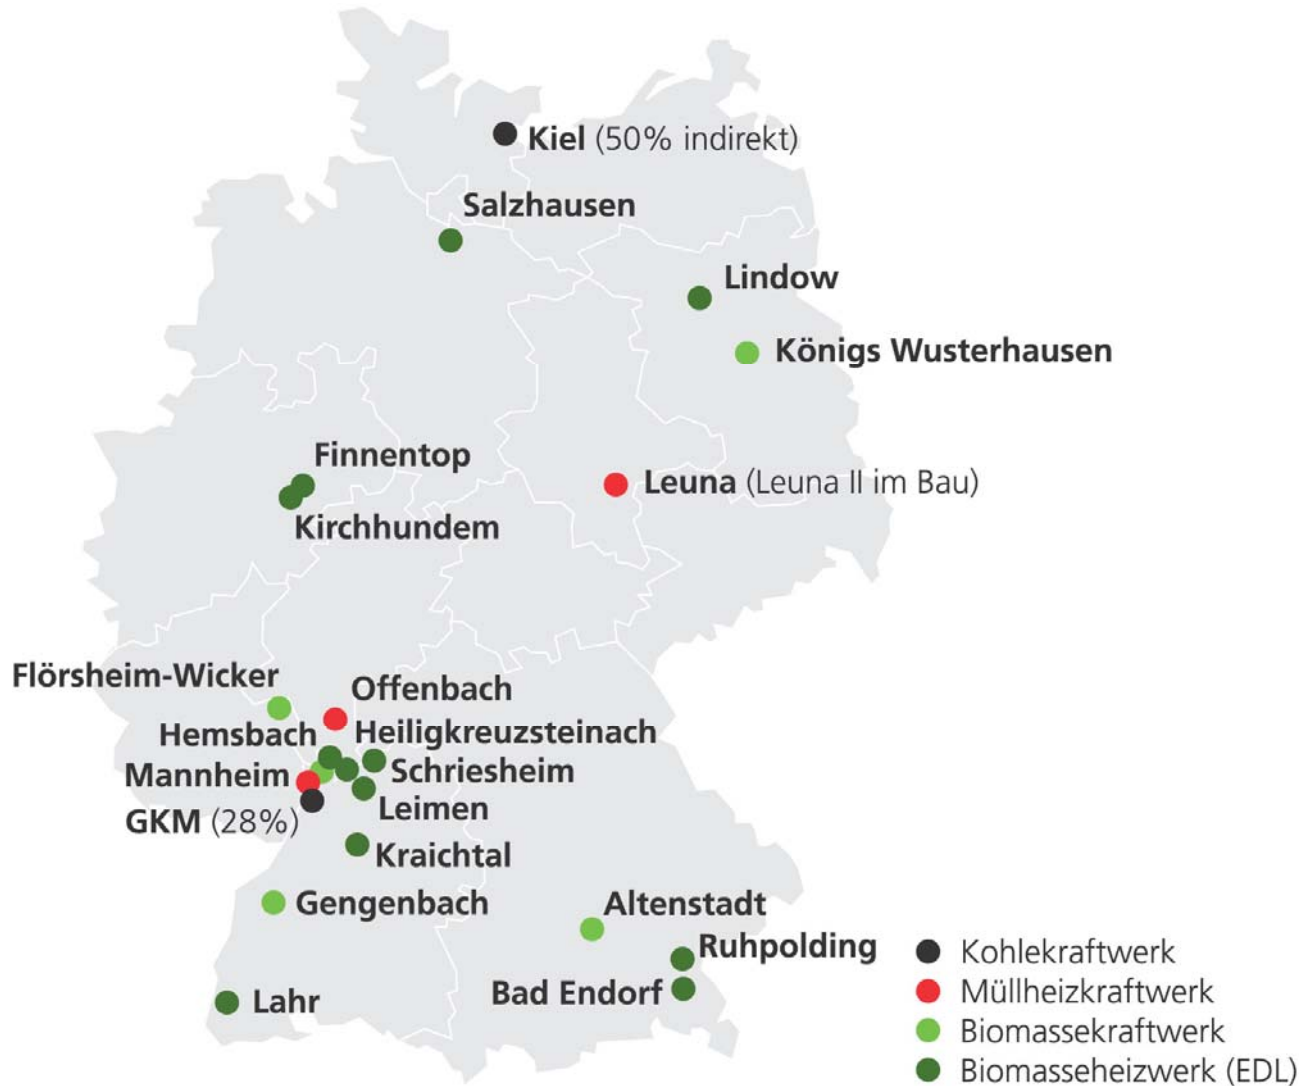 Kiel (50% indirekt)
Salzhausen
Lindow
Königs Wusterhausen
Finnentop
Leuna (Leuna II im Bau)
Kirchhundem
Flörsheim-Wicker
Offenbach
Hemsbach
Heiligkreuzsteinach
Mannheim
Schriesheim
GKM (28%)
Leimen
Kraichtal
Gengenbach
Altenstadt
Ruhpolding
Bad Endorf
Lahr
Kohlekraftwerk
Müllheizkraftwerk
Biomassekraftwerk
Biomasseheizwerk (EDL)